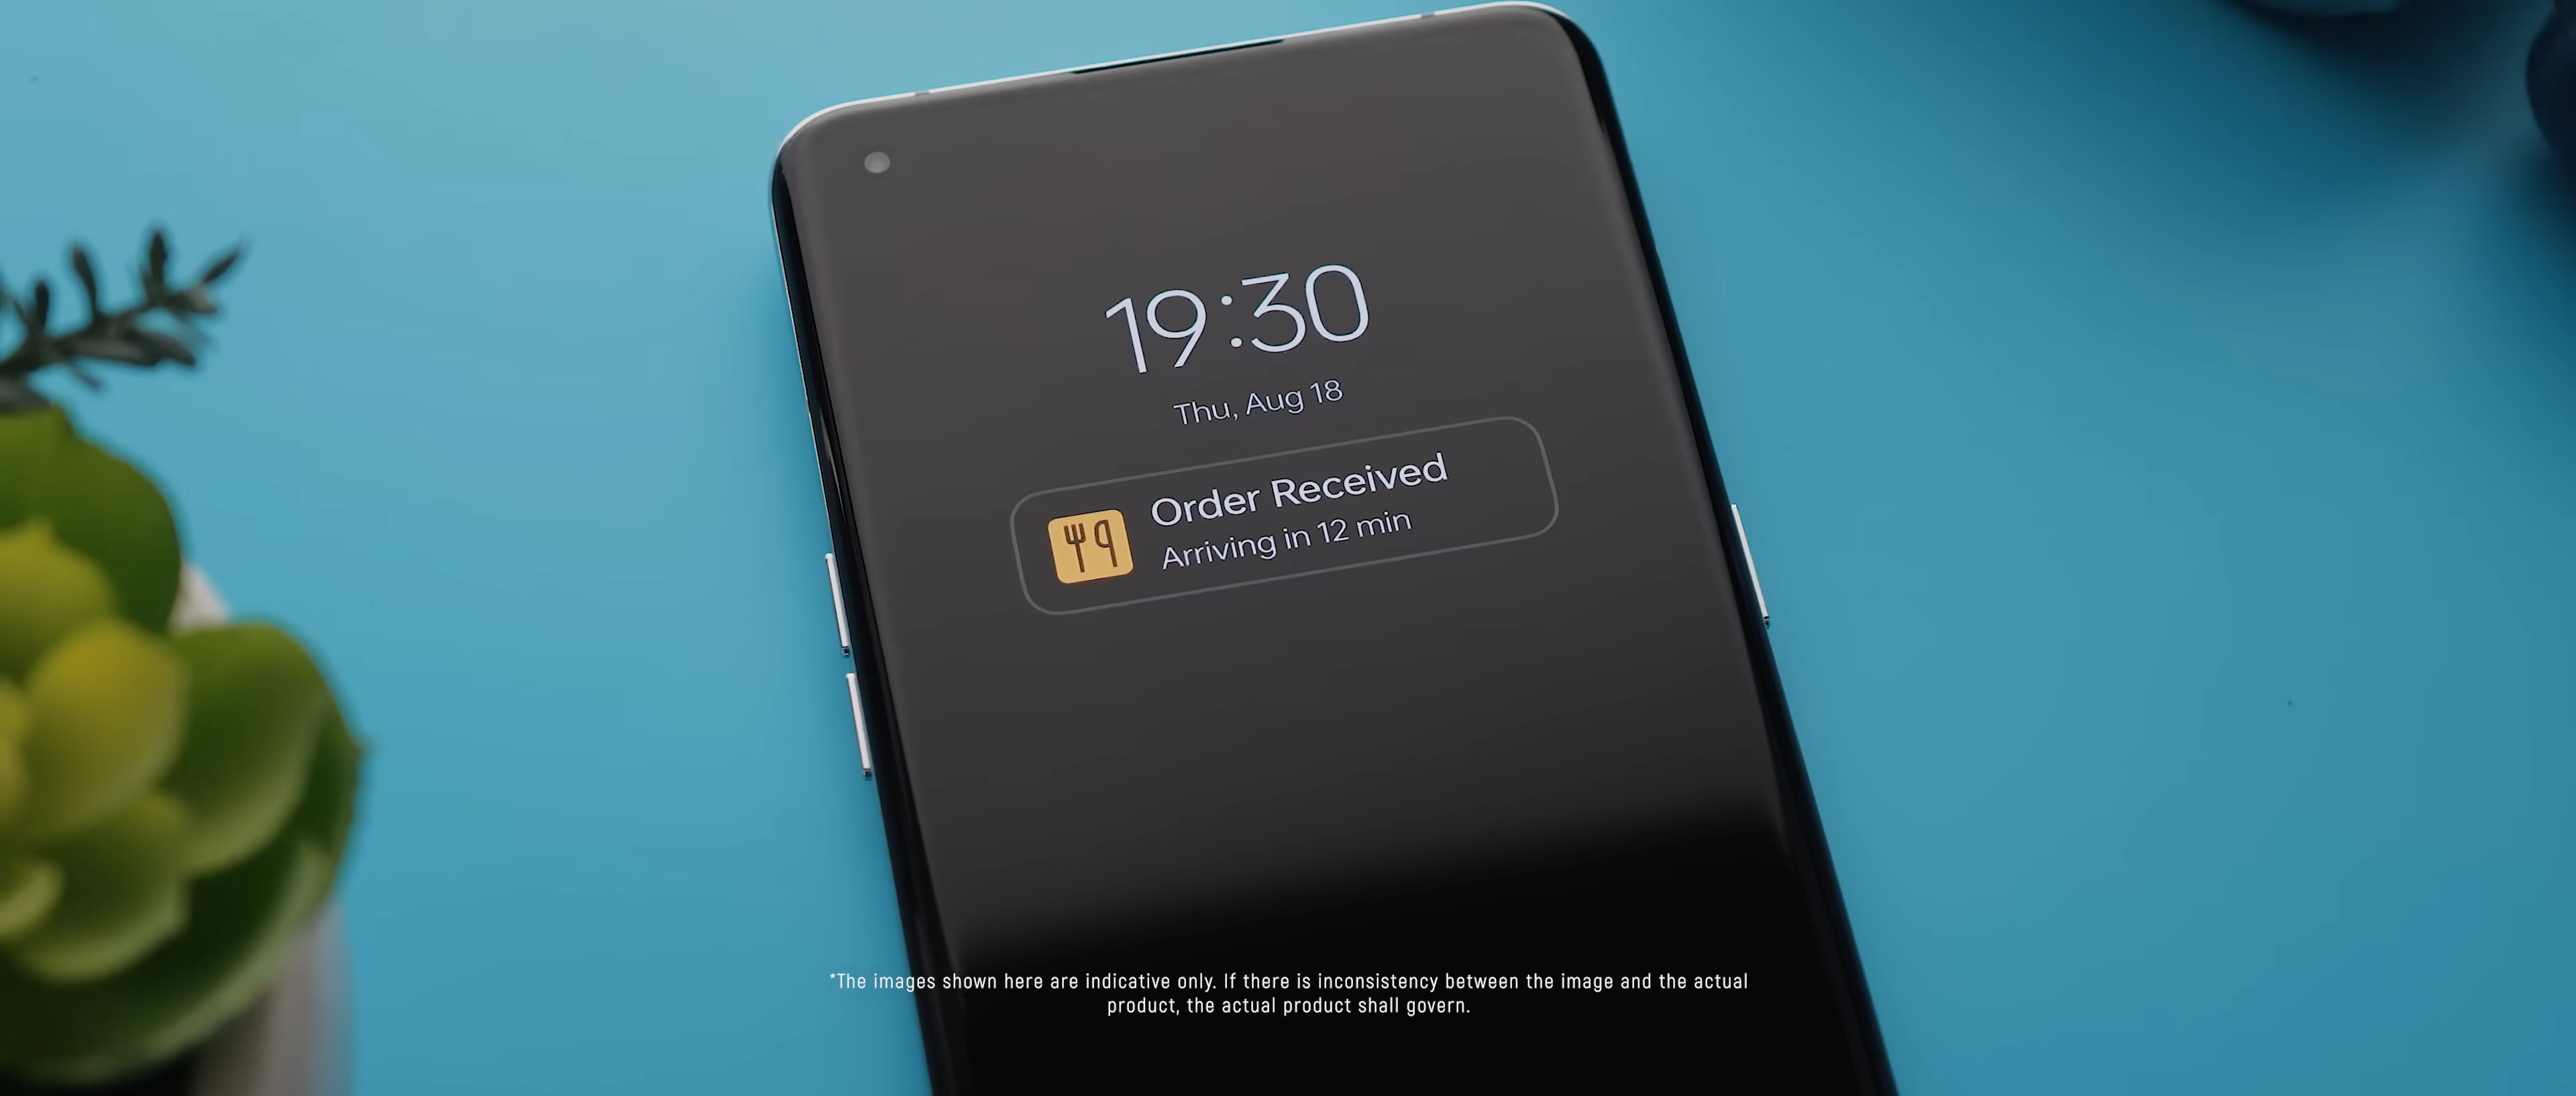 19:30
Thu, Aug 18
Order Received
Arriving in 12 min
*The images shown here are indicative only. If there is inconsistency between the image and the actual
product, the actual product shall govern.